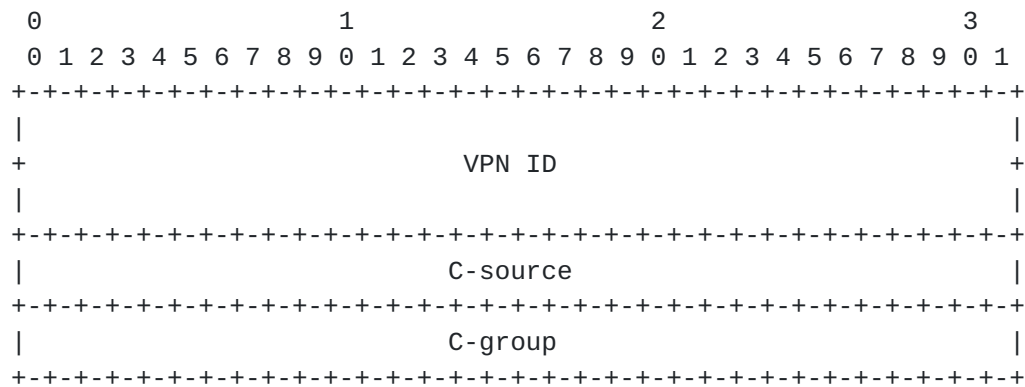 0                   1                   2                   3
 0 1 2 3 4 5 6 7 8 9 0 1 2 3 4 5 6 7 8 9 0 1 2 3 4 5 6 7 8 9 0 1
+-+-+-+-+-+-+-+-+-+-+-+-+-+-+-+-+-+-+-+-+-+-+-+-+-+-+-+-+-+-+-+-+
|                                                               |
+                            VPN ID                             +
|                                                               |
+-+-+-+-+-+-+-+-+-+-+-+-+-+-+-+-+-+-+-+-+-+-+-+-+-+-+-+-+-+-+-+-+
|                           C-source                            |
+-+-+-+-+-+-+-+-+-+-+-+-+-+-+-+-+-+-+-+-+-+-+-+-+-+-+-+-+-+-+-+-+
|                           C-group                             |
+-+-+-+-+-+-+-+-+-+-+-+-+-+-+-+-+-+-+-+-+-+-+-+-+-+-+-+-+-+-+-+-+